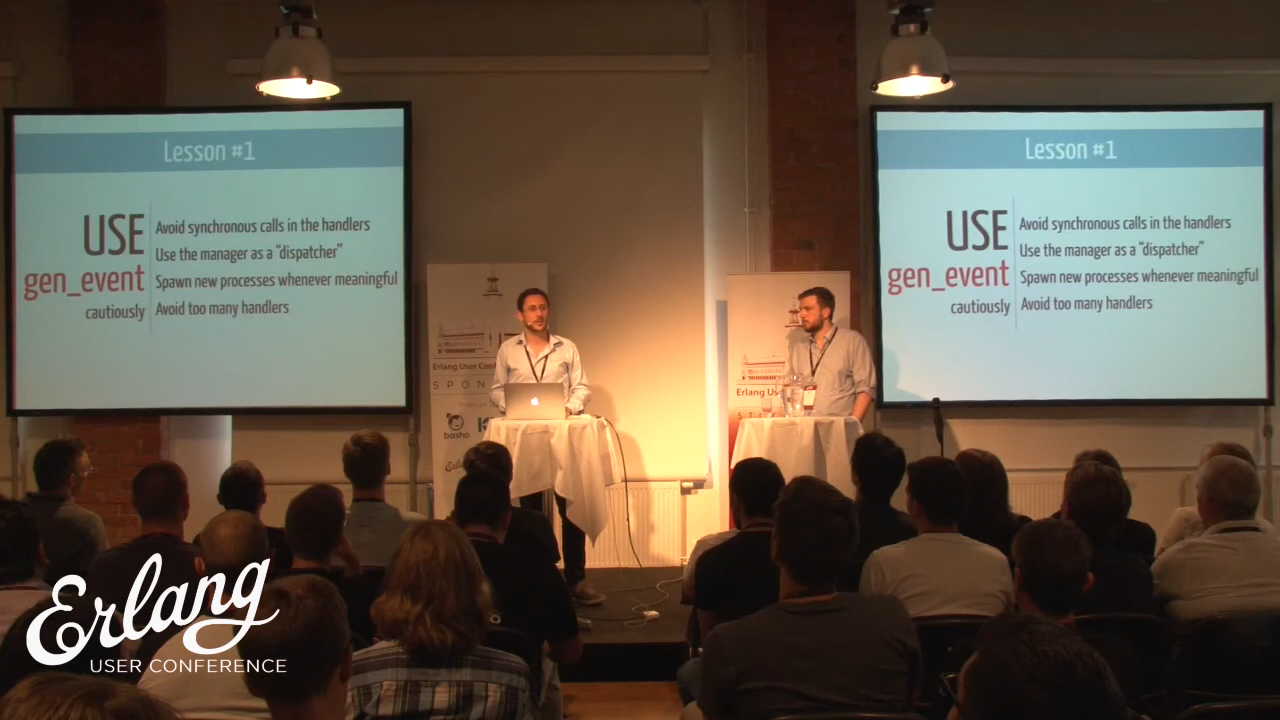 Lesson #1
USE
gen_event
cautiously
Avoid synchronous calls in the handlers
Use the manager as a “dispatcher”
Spawn new processes whenever meaningful
Avoid too many handlers
Lesson #1
USE
gen_event
cautiously
Avoid synchronous calls in the handlers
Use the manager as a “dispatcher”
Spawn new processes whenever meaningful
Avoid too many handlers
Erlang User Con
SPON
basho
Erlang Us
Erlang
USER CONFERENCE